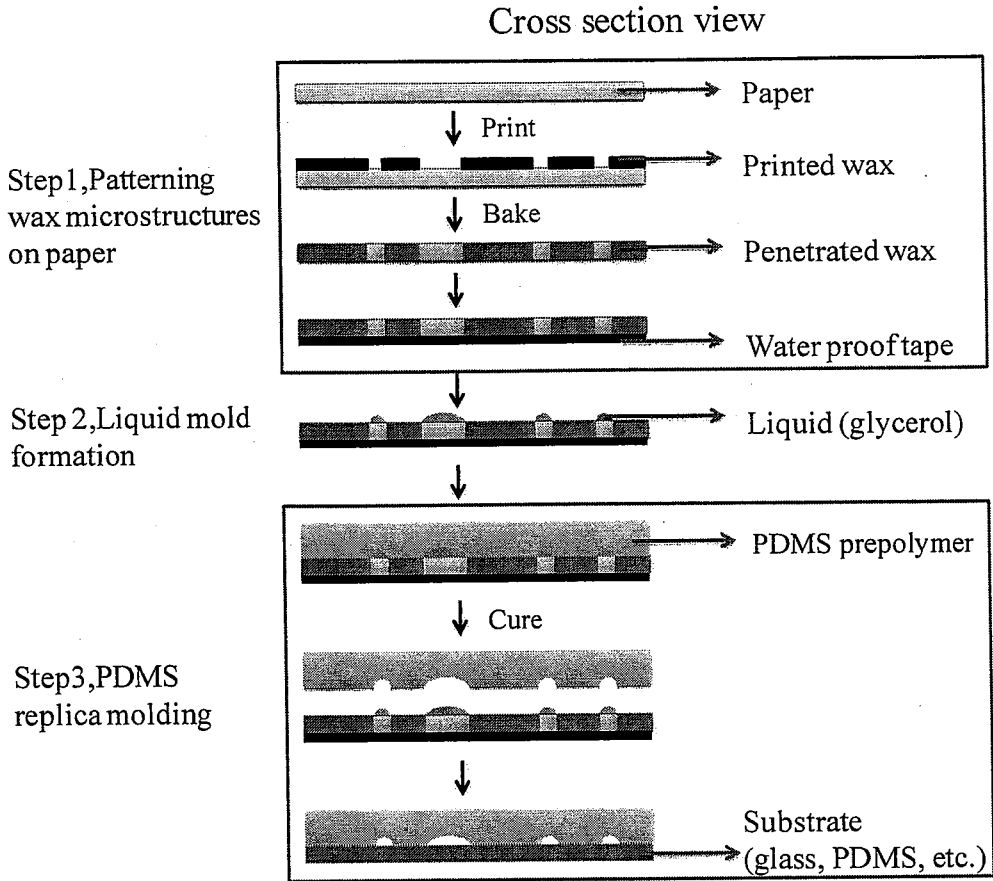 Cross section view
Paper
Print
Printed wax
Step1,Patterning
wax microstructures
on paper
Bake
Penetrated wax
Water proof tape
Step 2,Liquid mold
formation
Liquid (glycerol)
PDMS prepolymer
Cure
Step3,PDMS
replica molding
Substrate
(glass, PDMS, etc.)